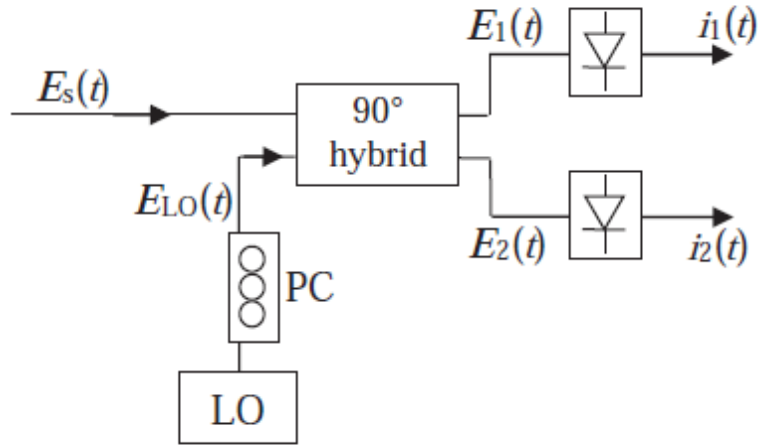 E1(t)
i1(t)
Es(t)
90°
hybrid
ELO(t)
E2(t)
i2(t)
PC
LO